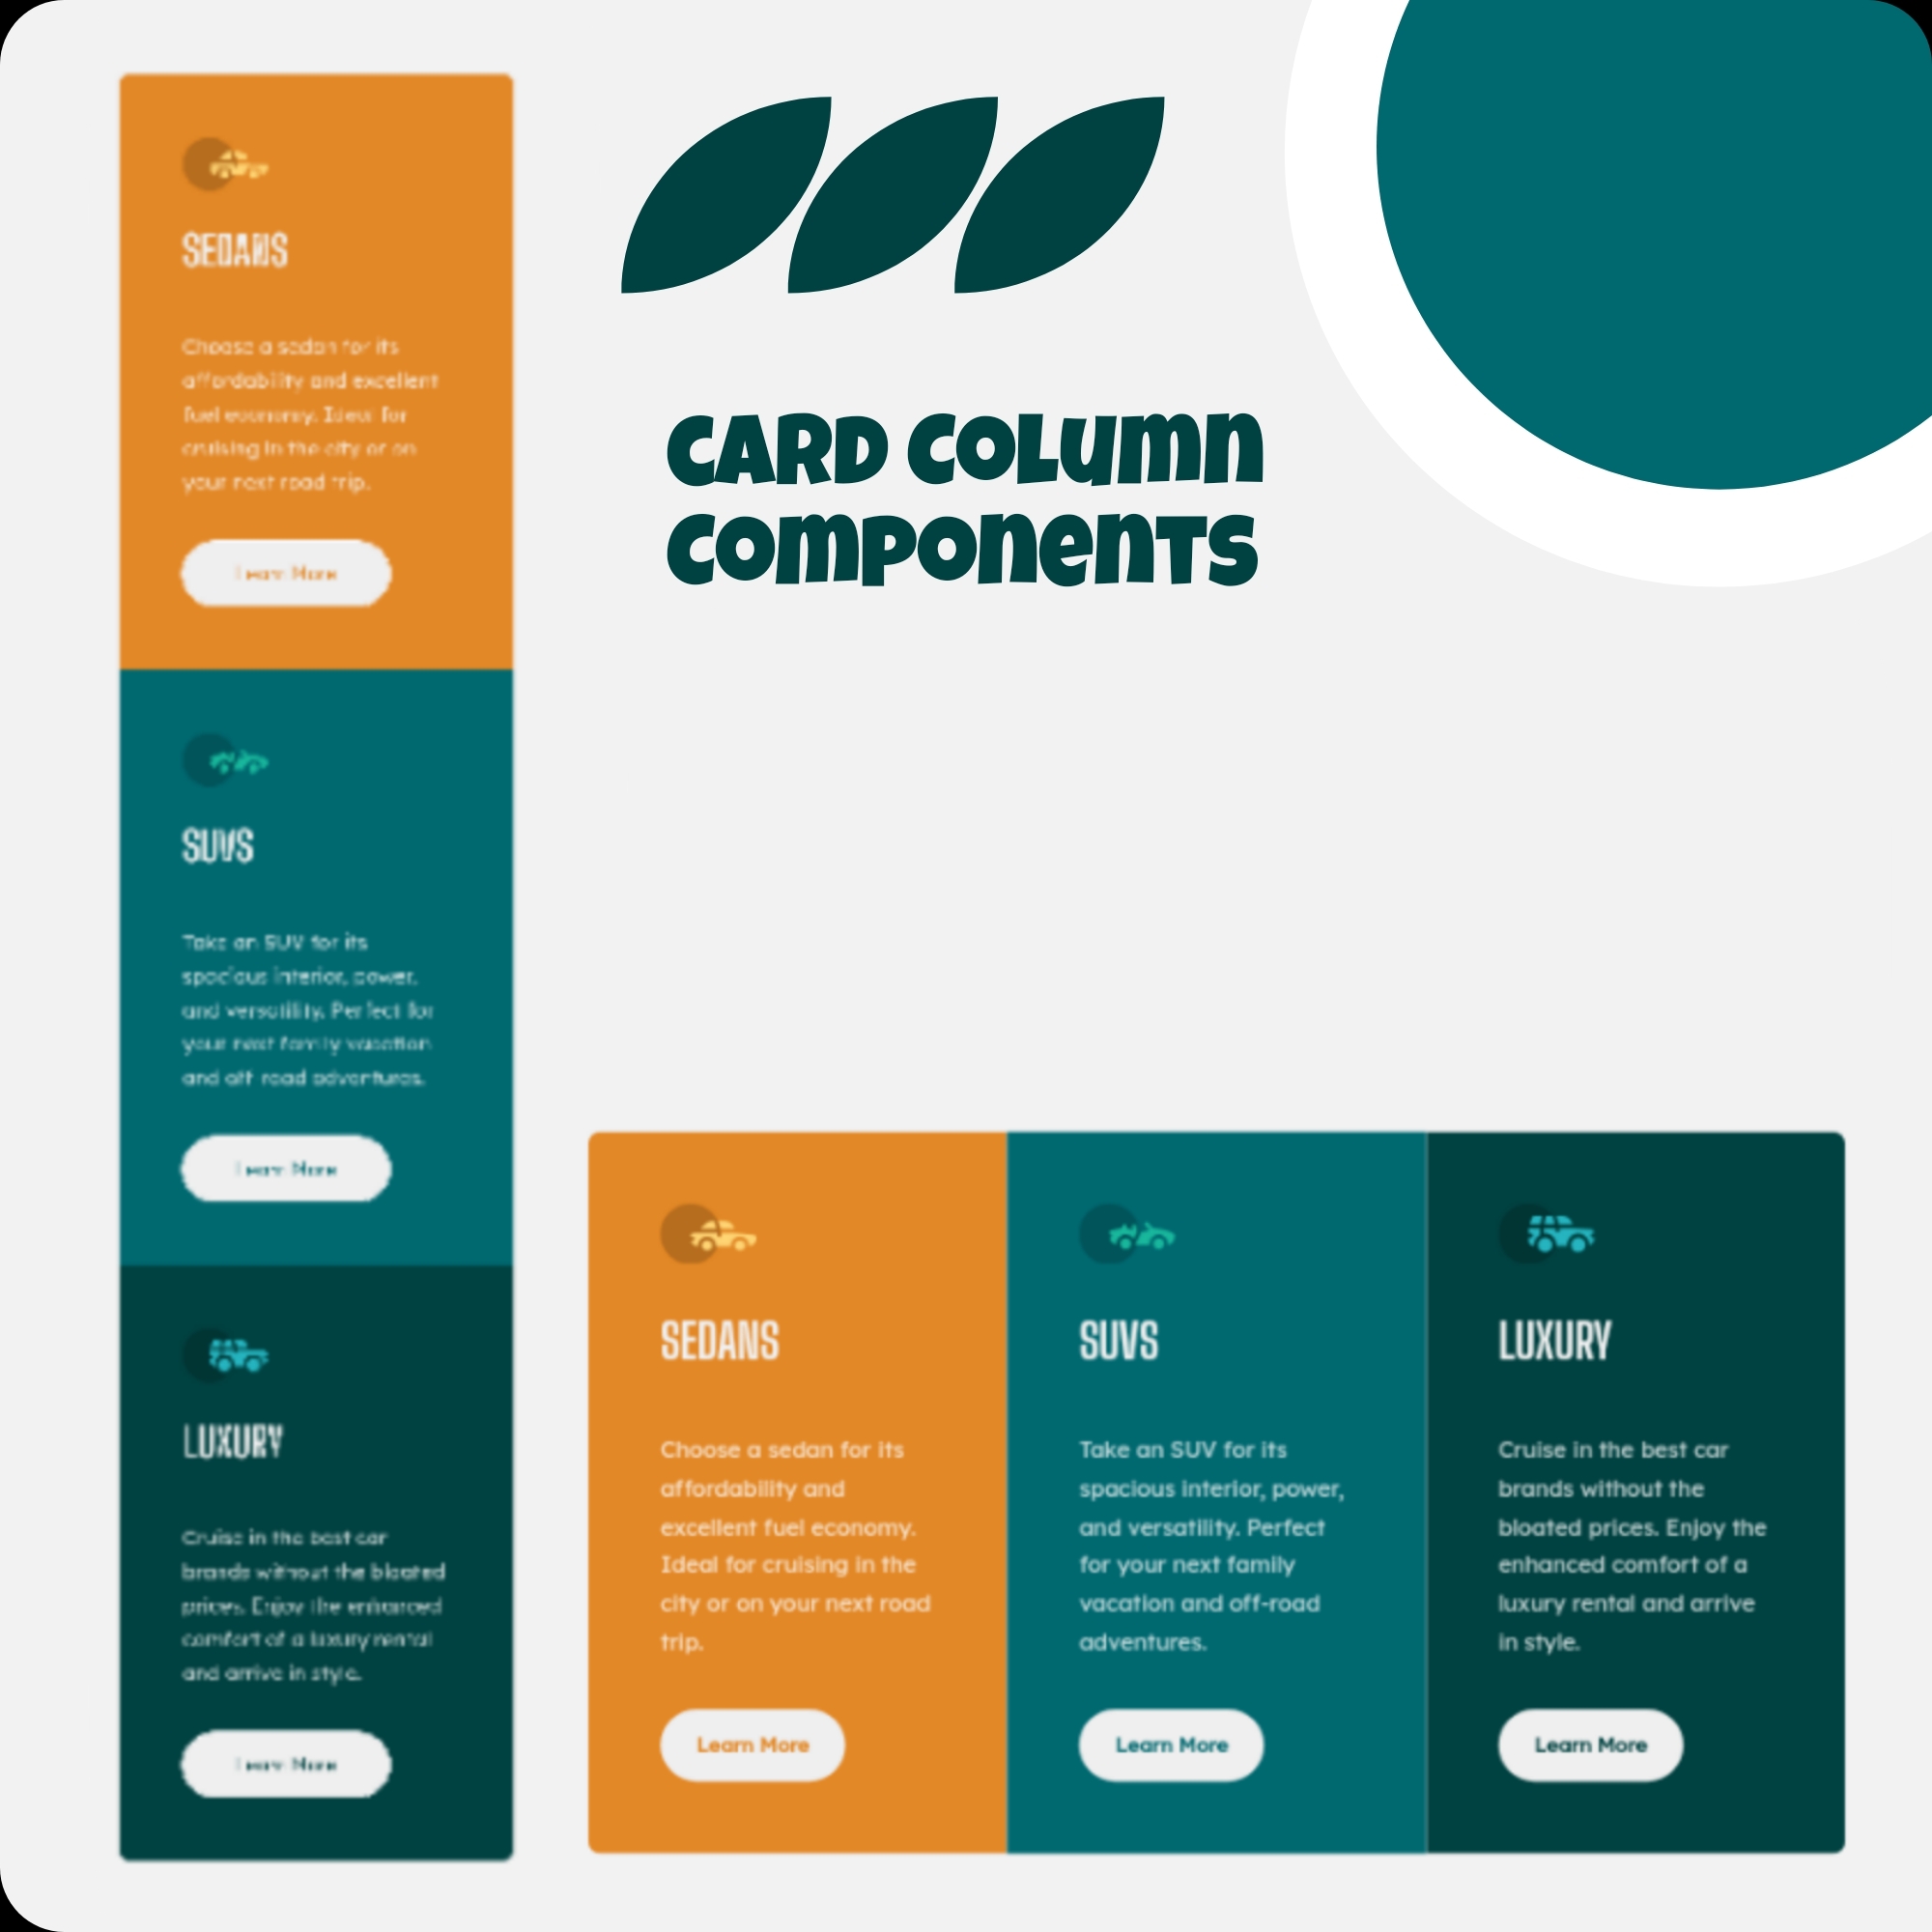 CARD COLUMN
COMPONENTS
SEDANS
Choose a sedan for its
affordability and excellent
fuel economy. Ideal for
cruising in the city or on
your next road trip.
Learn More
SUVS
Take an SUV for its
spacious interior, power,
and versatility. Perfect for
your next family vacation
and off-road adventures.
Learn More
LUXURY
Cruise in the best car
brands without the bloated
prices. Enjoy the enhanced
comfort of a luxury rental
and arrive in style.
Learn More
SEDANS
Choose a sedan for its
affordability and
excellent fuel economy.
Ideal for cruising in the
city or on your next road
trip.
Learn More
SUVS
Take an SUV for its
spacious interior, power,
and versatility. Perfect
for your next family
vacation and off-road
adventures.
Learn More
LUXURY
Cruise in the best car
brands without the
bloated prices. Enjoy the
enhanced comfort of a
luxury rental and arrive
in style.
Learn More